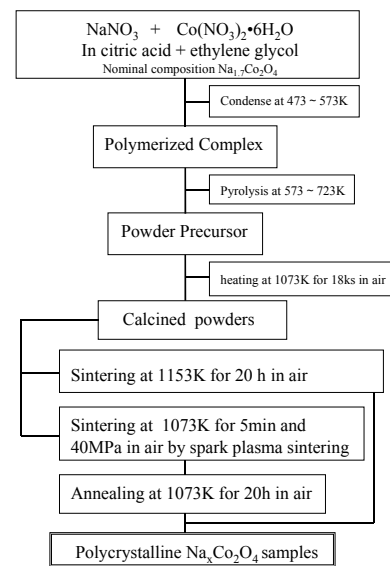 NaNO₃ + Co(NO₃)₂•6H₂O
In citric acid + ethylene glycol
Nominal composition Na₁.₇Co₂O₄
Condense at 473 ~ 573K
Polymerized Complex
Pyrolysis at 573 ~ 723K
Powder Precursor
heating at 1073K for 18ks in air
Calcined powders
Sintering at 1153K for 20 h in air
Sintering at 1073K for 5min and
40MPa in air by spark plasma sintering
Annealing at 1073K for 20h in air
Polycrystalline NaₓCo₂O₄ samples